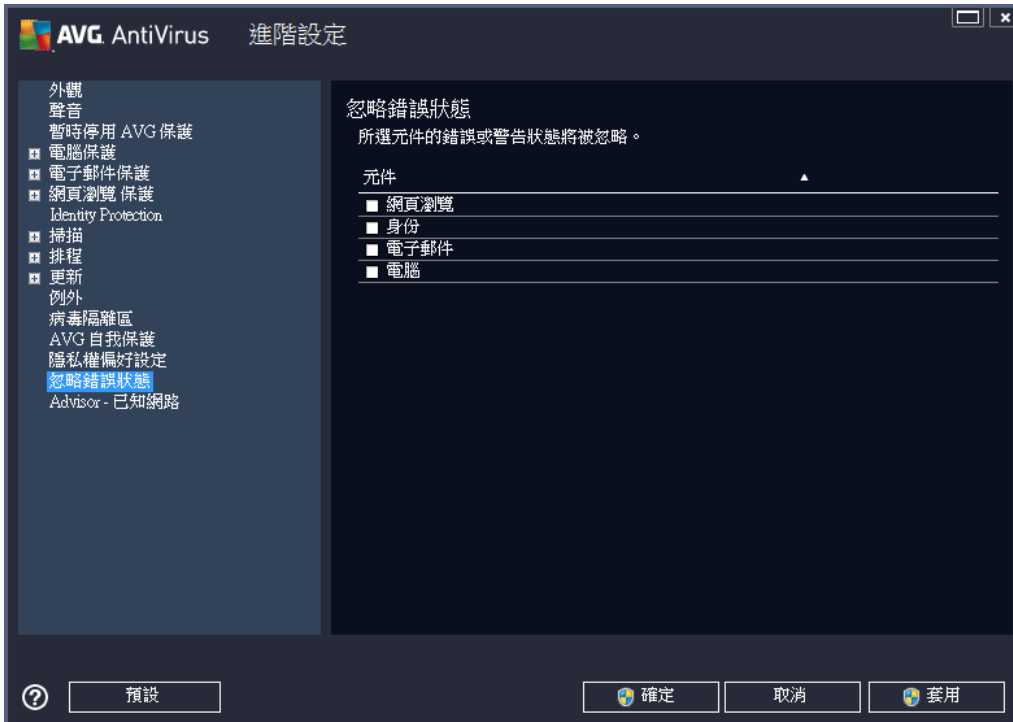 AVG AntiVirus 進階設定
外觀
聲音
暫時停用 AVG 保護
電腦保護
電子郵件保護
網頁瀏覽 保護
Identity Protection
掃描
排程
更新
例外
病毒隔離區
AVG 自我保護
隱私權偏好設定
忽略錯誤狀態
Advisor - 已知網路
忽略錯誤狀態
所選元件的錯誤或警告狀態將被忽略。
元件
網頁瀏覽
身份
電子郵件
電腦
預設
確定
取消
套用